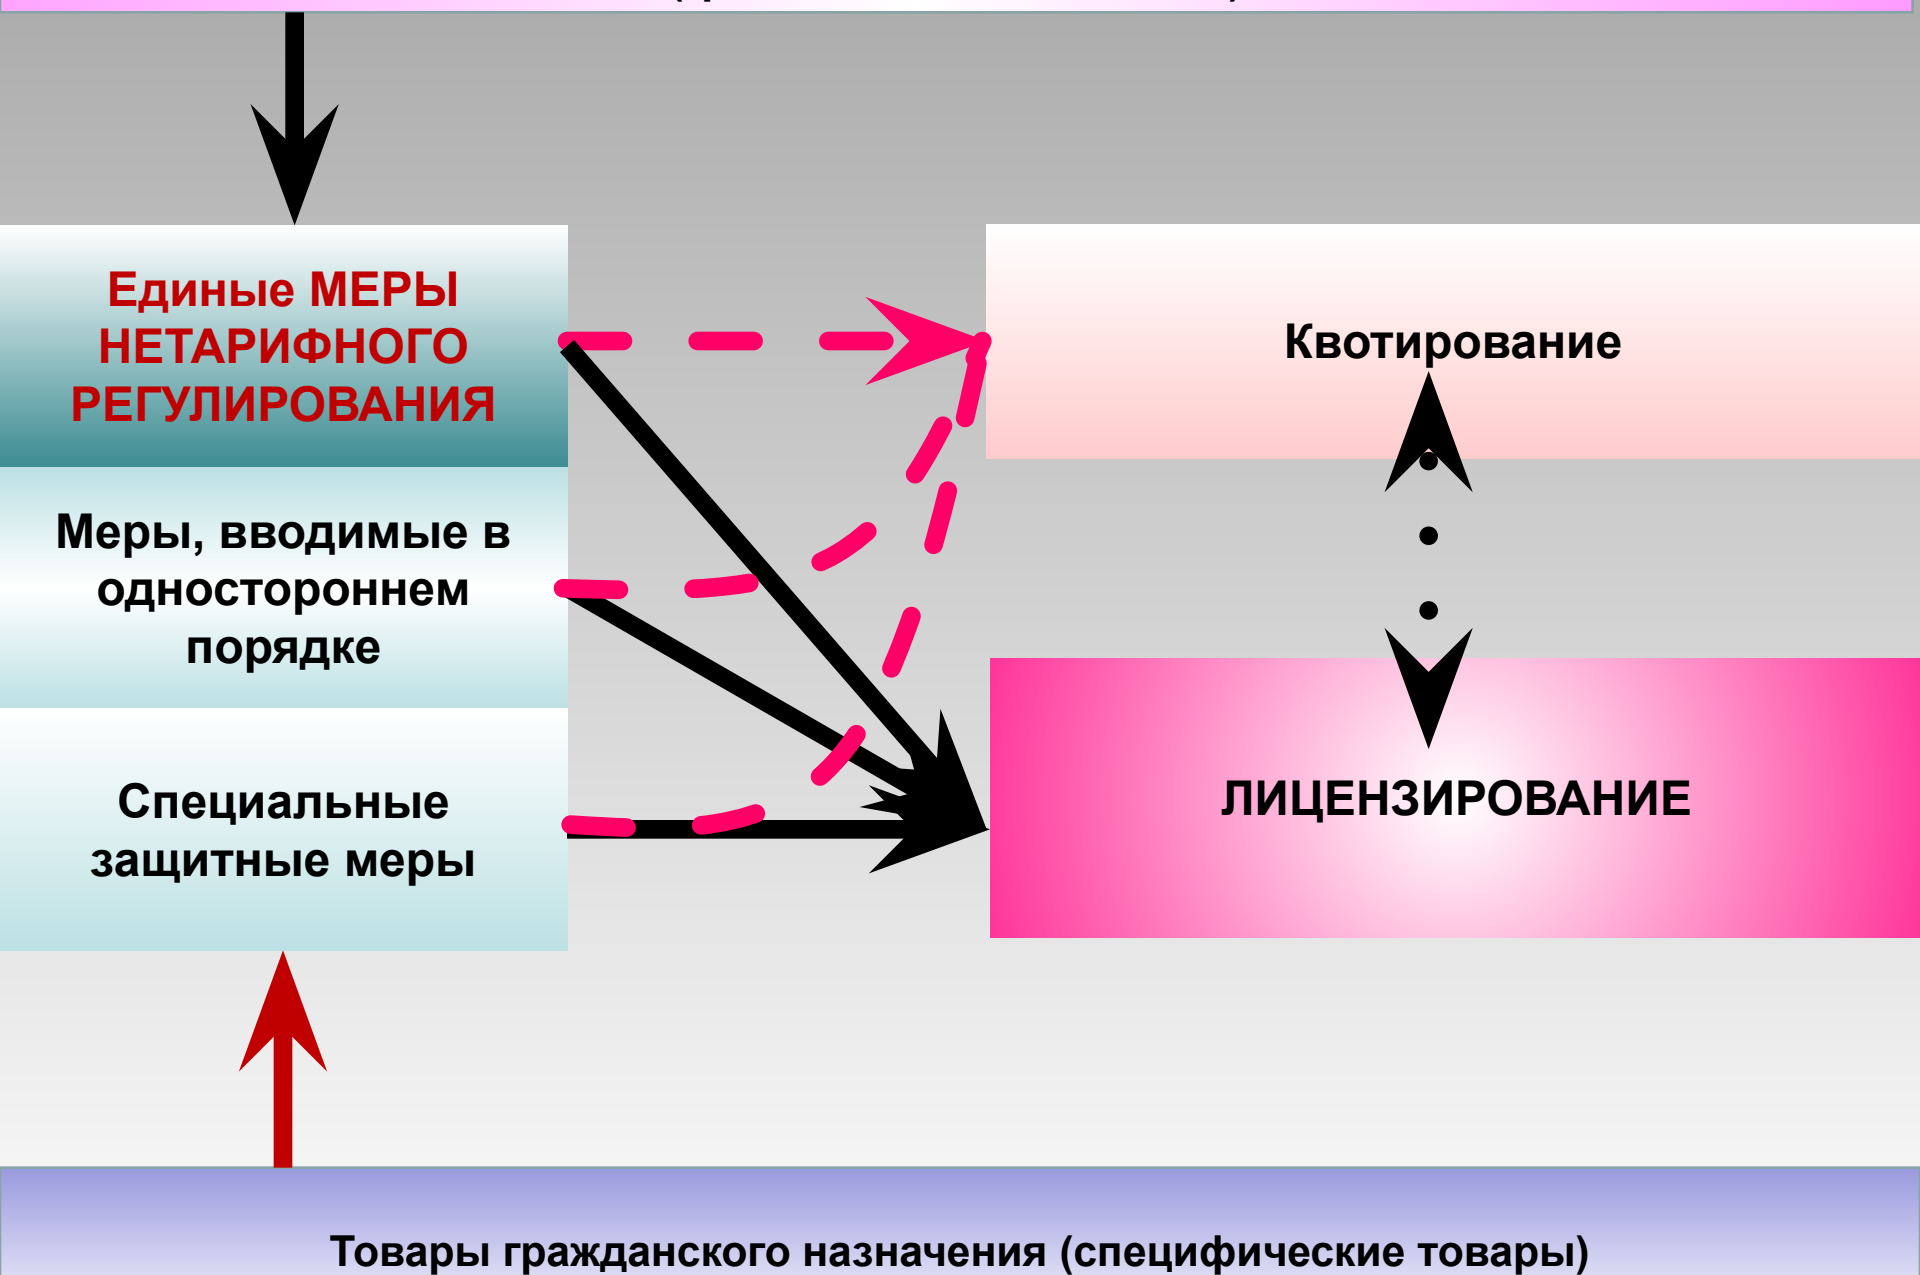 Единые МЕРЫ
НЕТАРИФНОГО
РЕГУЛИРОВАНИЯ
Квотирование
Меры, вводимые в
одностороннем
порядке
Специальные
защитные меры
ЛИЦЕНЗИРОВАНИЕ
Товары гражданского назначения (специфические товары)